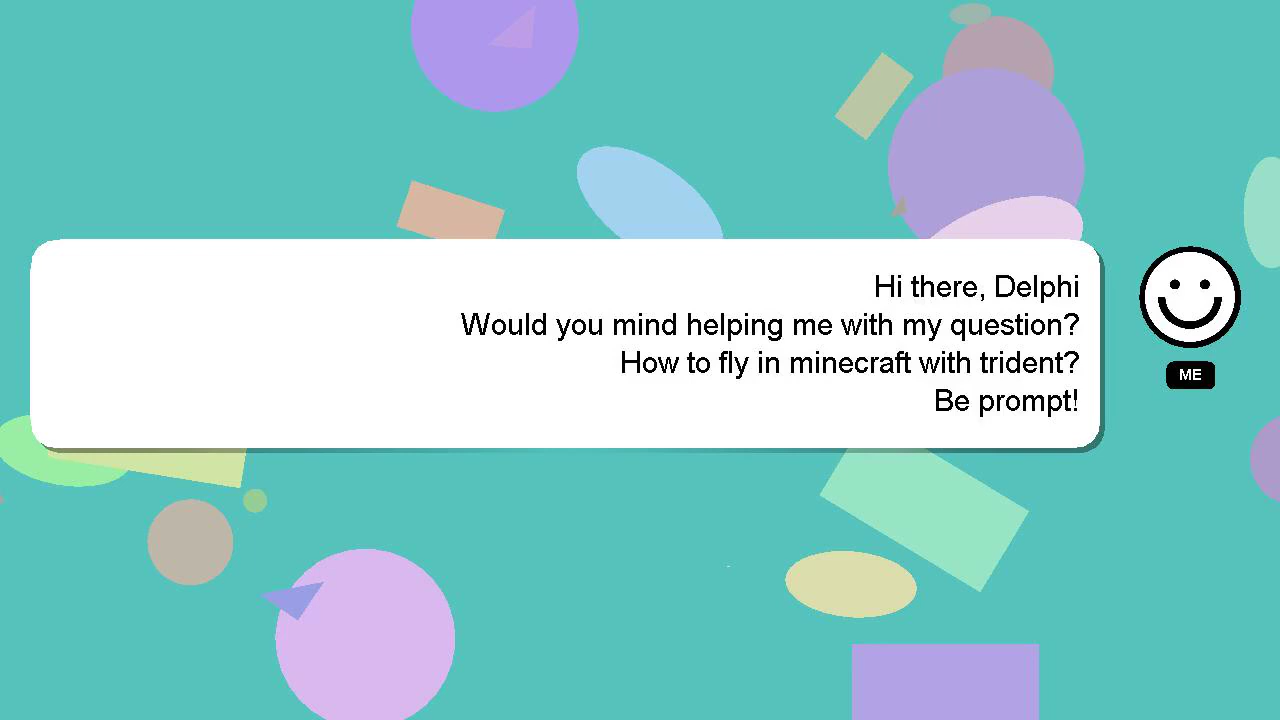 Hi there, Delphi
Would you mind helping me with my question?
How to fly in minecraft with trident?
Be prompt!
ME